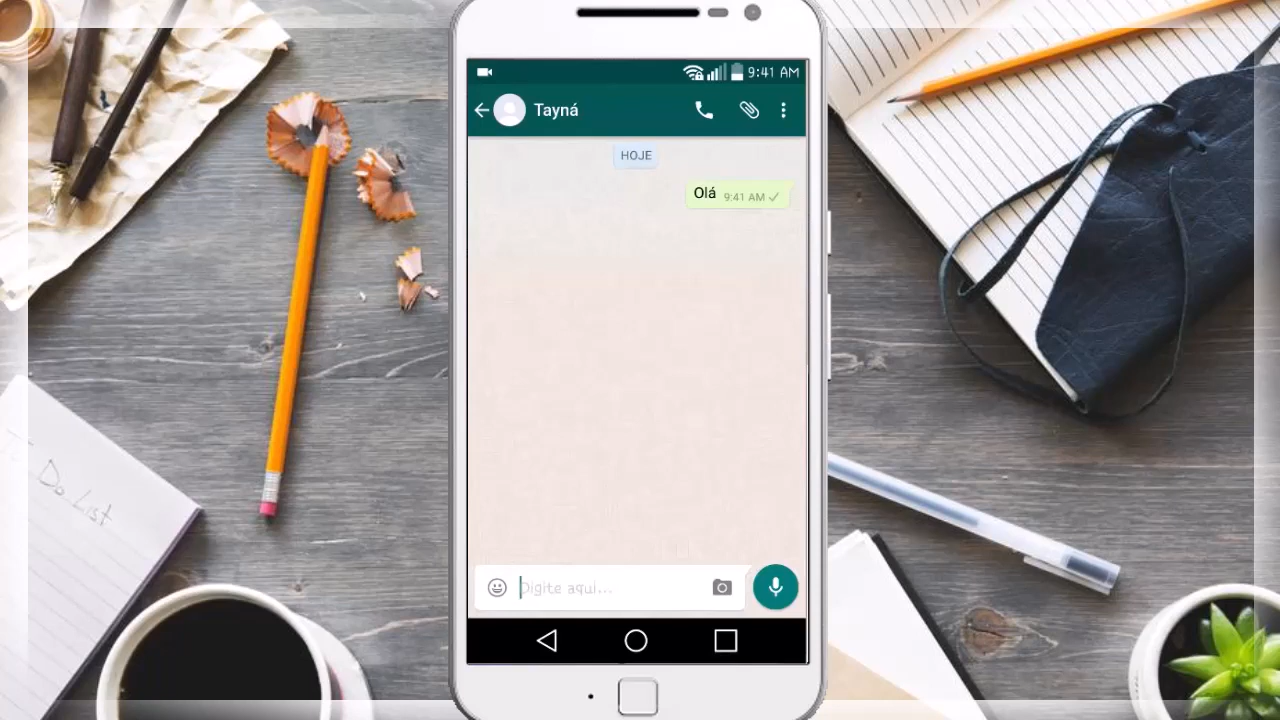 9:41 AM
Tayná
HOJE
Olá 9:41 AM
Digite aqui...
To Do List